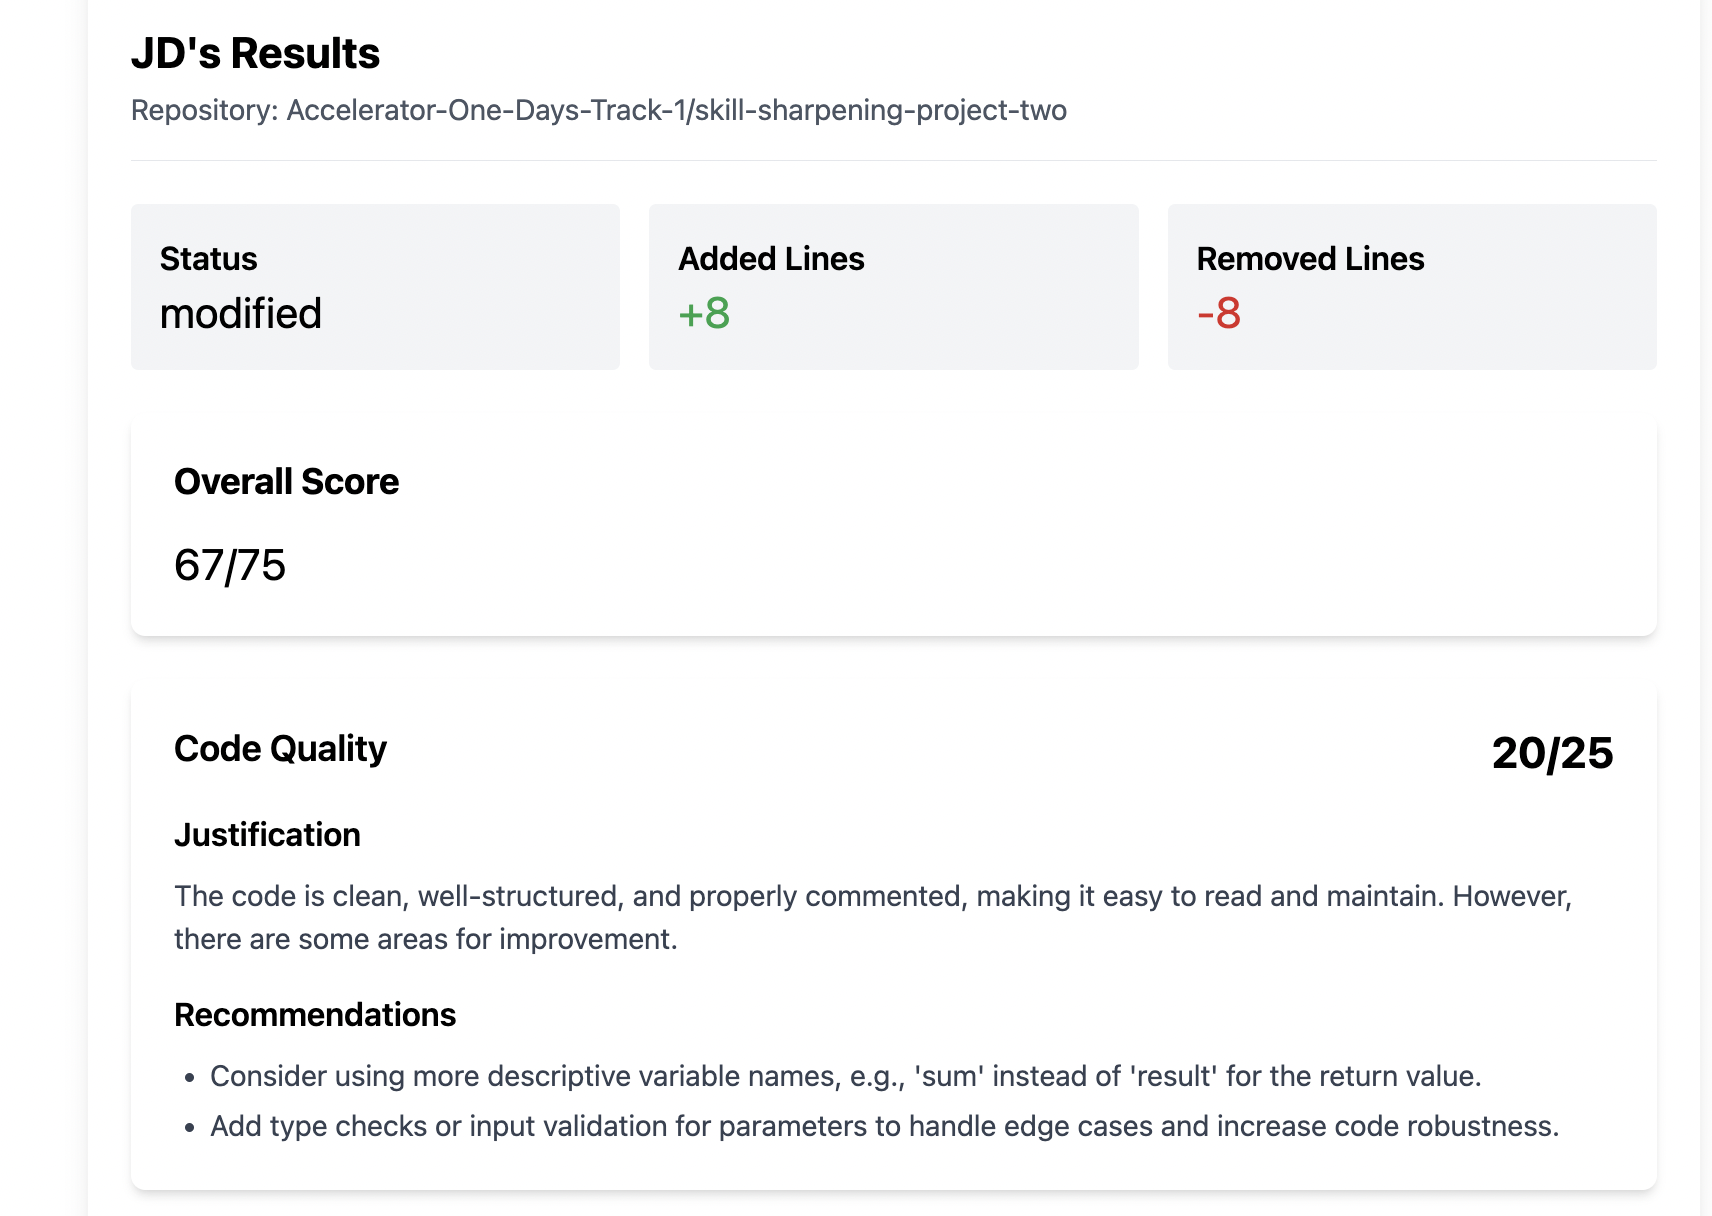 JD's Results
Repository: Accelerator-One-Days-Track-1/skill-sharpening-project-two
Status
modified
Added Lines
+8
Removed Lines
-8
Overall Score
67/75
Code Quality
20/25
Justification
The code is clean, well-structured, and properly commented, making it easy to read and maintain. However,
there are some areas for improvement.
Recommendations
• Consider using more descriptive variable names, e.g., 'sum' instead of 'result' for the return value.
• Add type checks or input validation for parameters to handle edge cases and increase code robustness.